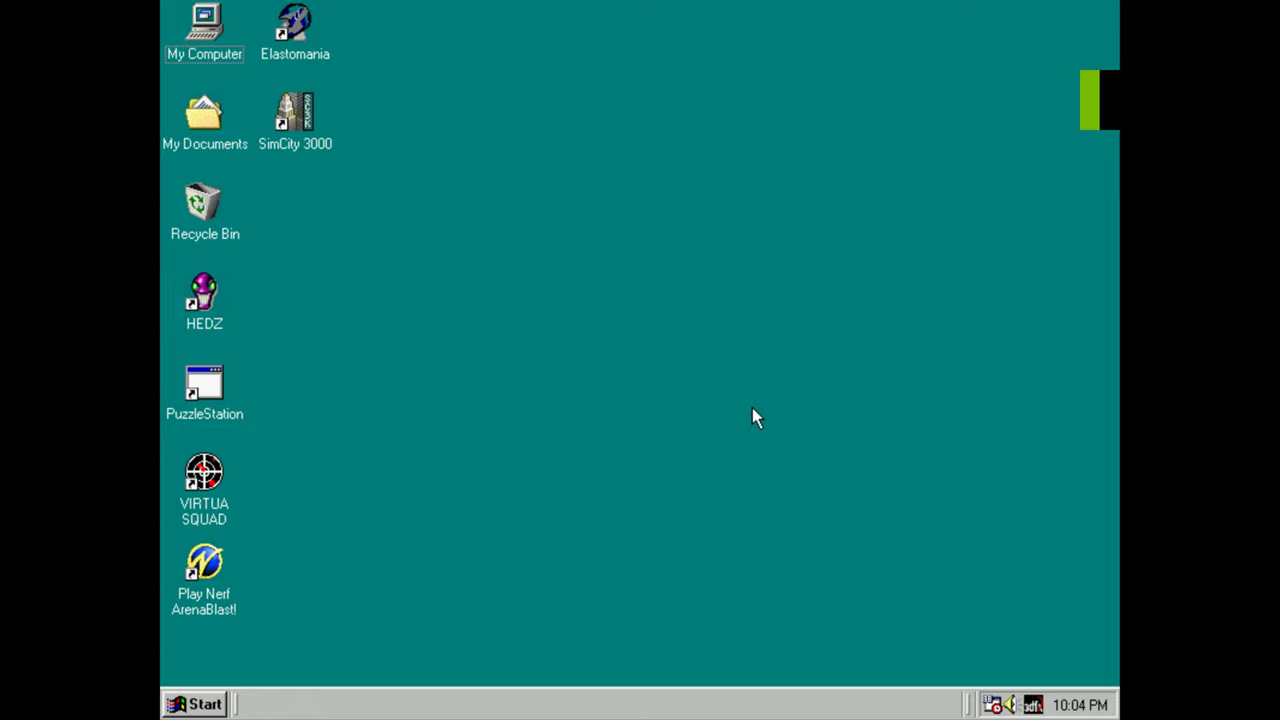 My Computer
Elastomania
My Documents
SimCity 3000
Recycle Bin
HEDZ
PuzzleStation
VIRTUA
SQUAD
Play Nerf
ArenaBlast!
Start
3dfx
10:04 PM